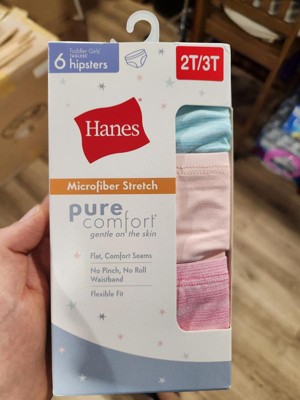 6 Toddler Girls'
hipsters
2T/3T
Hanes
Microfiber Stretch
pure
comfort®
gentle on the skin
Flat, Comfort Seams
No Pinch, No Roll
Waistband
Flexible Fit